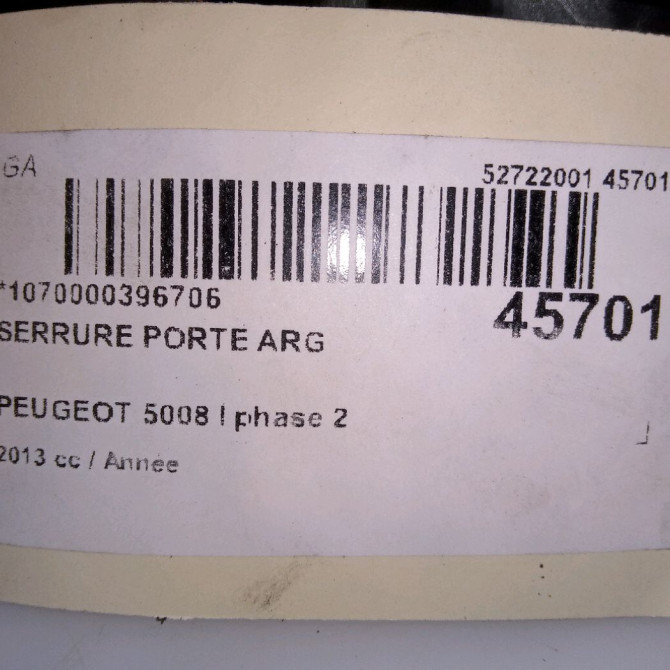 GA
52722001 45701
*1070000396706
45701
SERRURE PORTE ARG
PEUGEOT 5008 I phase 2
2013 cc / Année